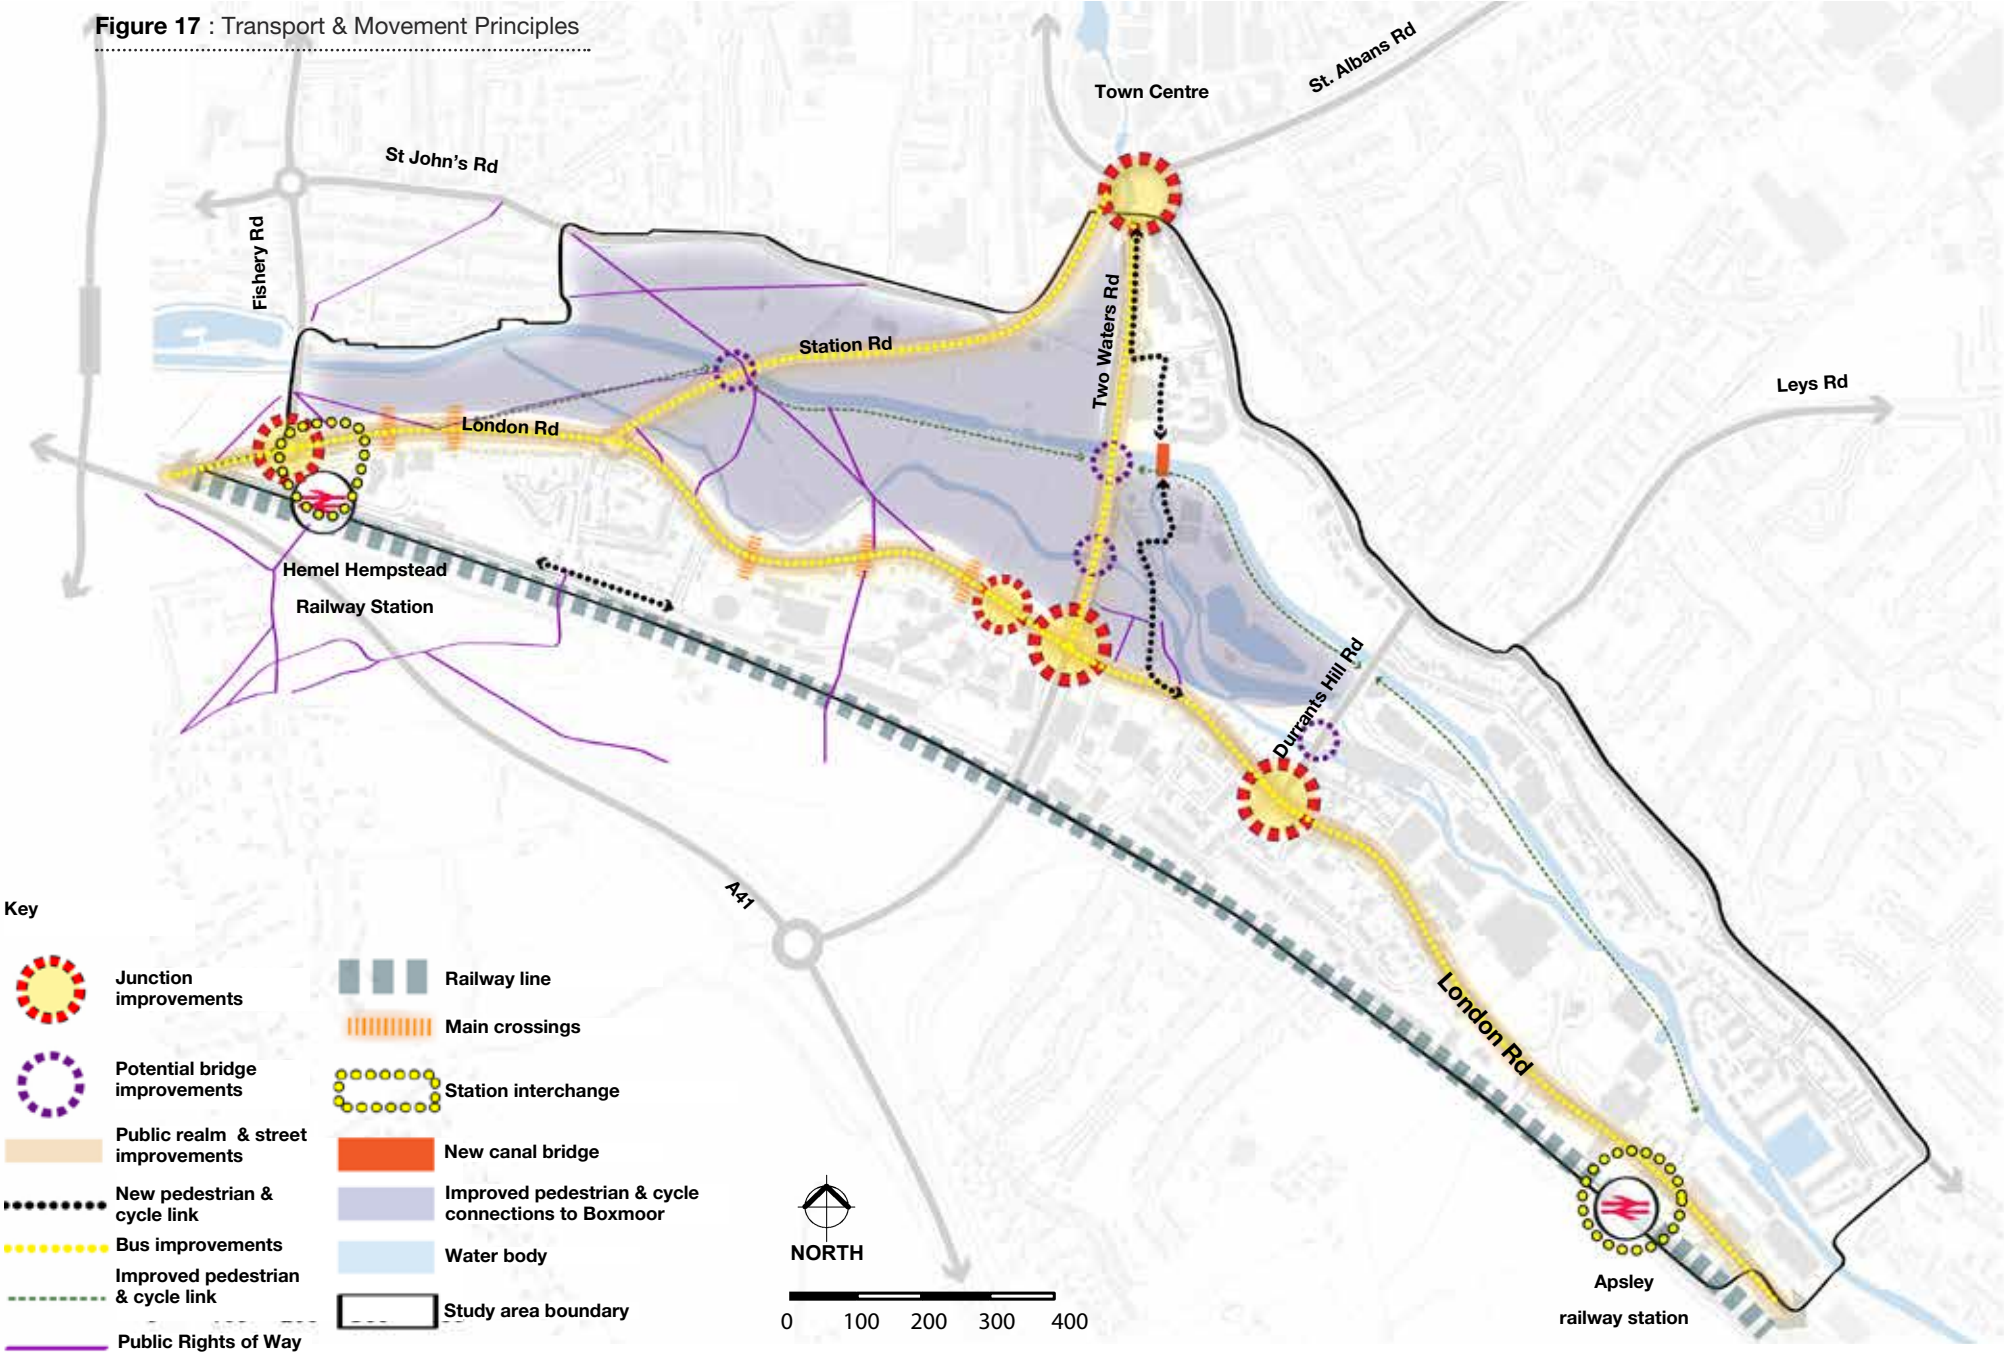 Figure 17 : Transport & Movement Principles
Town Centre
St. Albans Rd
St John's Rd
Fishery Rd
Station Rd
Two Waters Rd
Leys Rd
London Rd
Hemel Hempstead
Railway Station
Durrants Hill Rd
A41
London Rd
Apsley
railway station
Key
Junction
improvements
Potential bridge
improvements
Public realm & street
improvements
New pedestrian &
cycle link
Bus improvements
Improved pedestrian
& cycle link
Public Rights of Way
Railway line
Main crossings
Station interchange
New canal bridge
Improved pedestrian & cycle
connections to Boxmoor
Water body
Study area boundary
NORTH
0 100 200 300 400